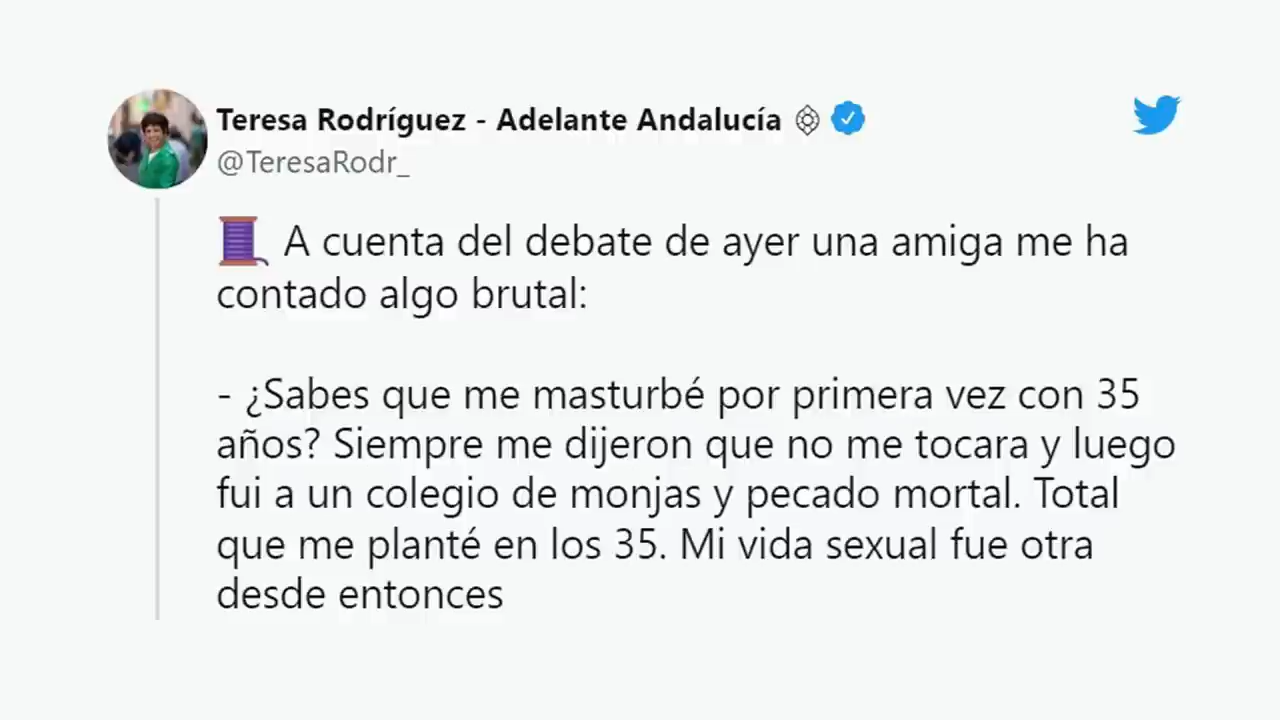 Teresa Rodríguez - Adelante Andalucía
@TeresaRodr_
A cuenta del debate de ayer una amiga me ha
contado algo brutal:
- ¿Sabes que me masturbé por primera vez con 35
años? Siempre me dijeron que no me tocara y luego
fui a un colegio de monjas y pecado mortal. Total
que me planté en los 35. Mi vida sexual fue otra
desde entonces